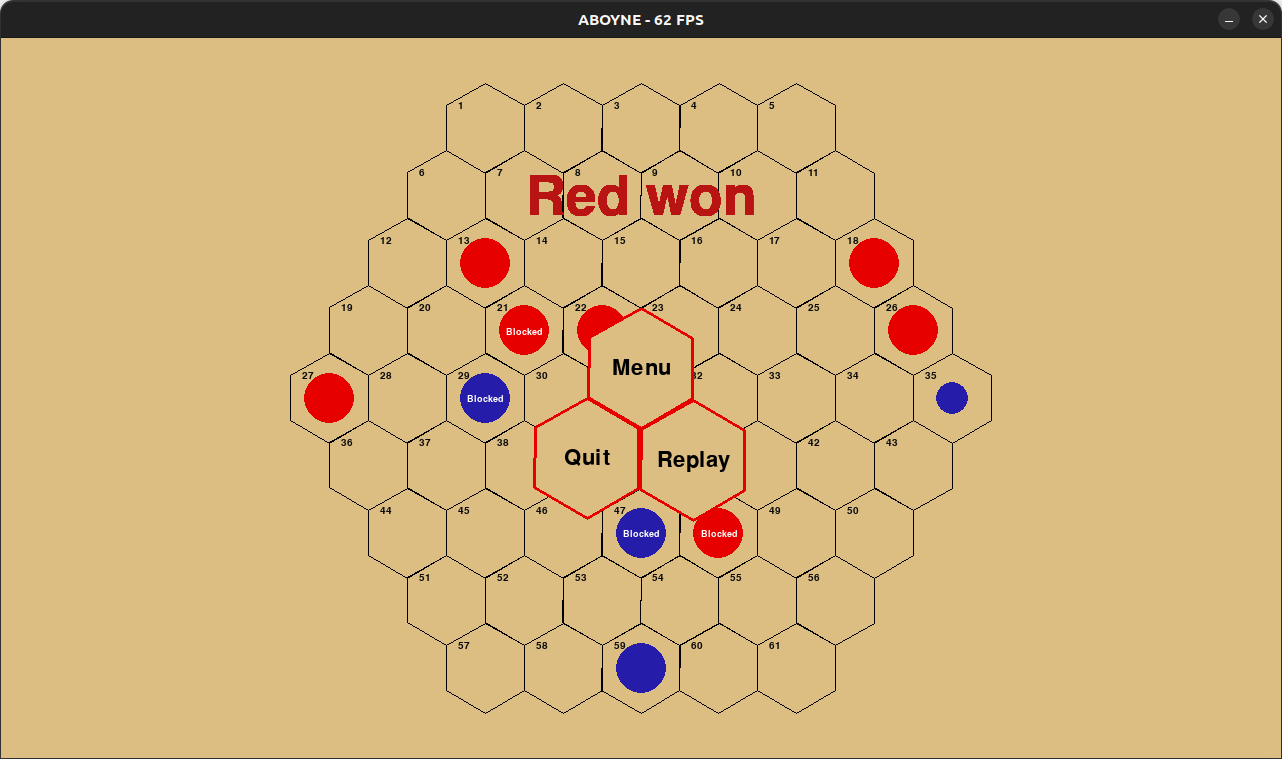 ABOYNE - 62 FPS
1 2 3 4 5
6 7 8 9 10 11
Red won
12 13 14 15 16 17 18
19 20 21 22 23 24 25 26
Blocked
Menu
27 28 29 30 32 33 34 35
Blocked
36 37 38 42 43
Quit Replay
44 45 46 47 49 50
Blocked Blocked
51 52 53 54 55 56
57 58 59 60 61